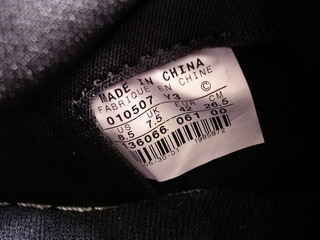 MADE IN CHINA
FABRIQUE EN CHINE
010507 Y3 ©
US UK EUR CM
8.5 7.5 42 26.5
136066 061 00